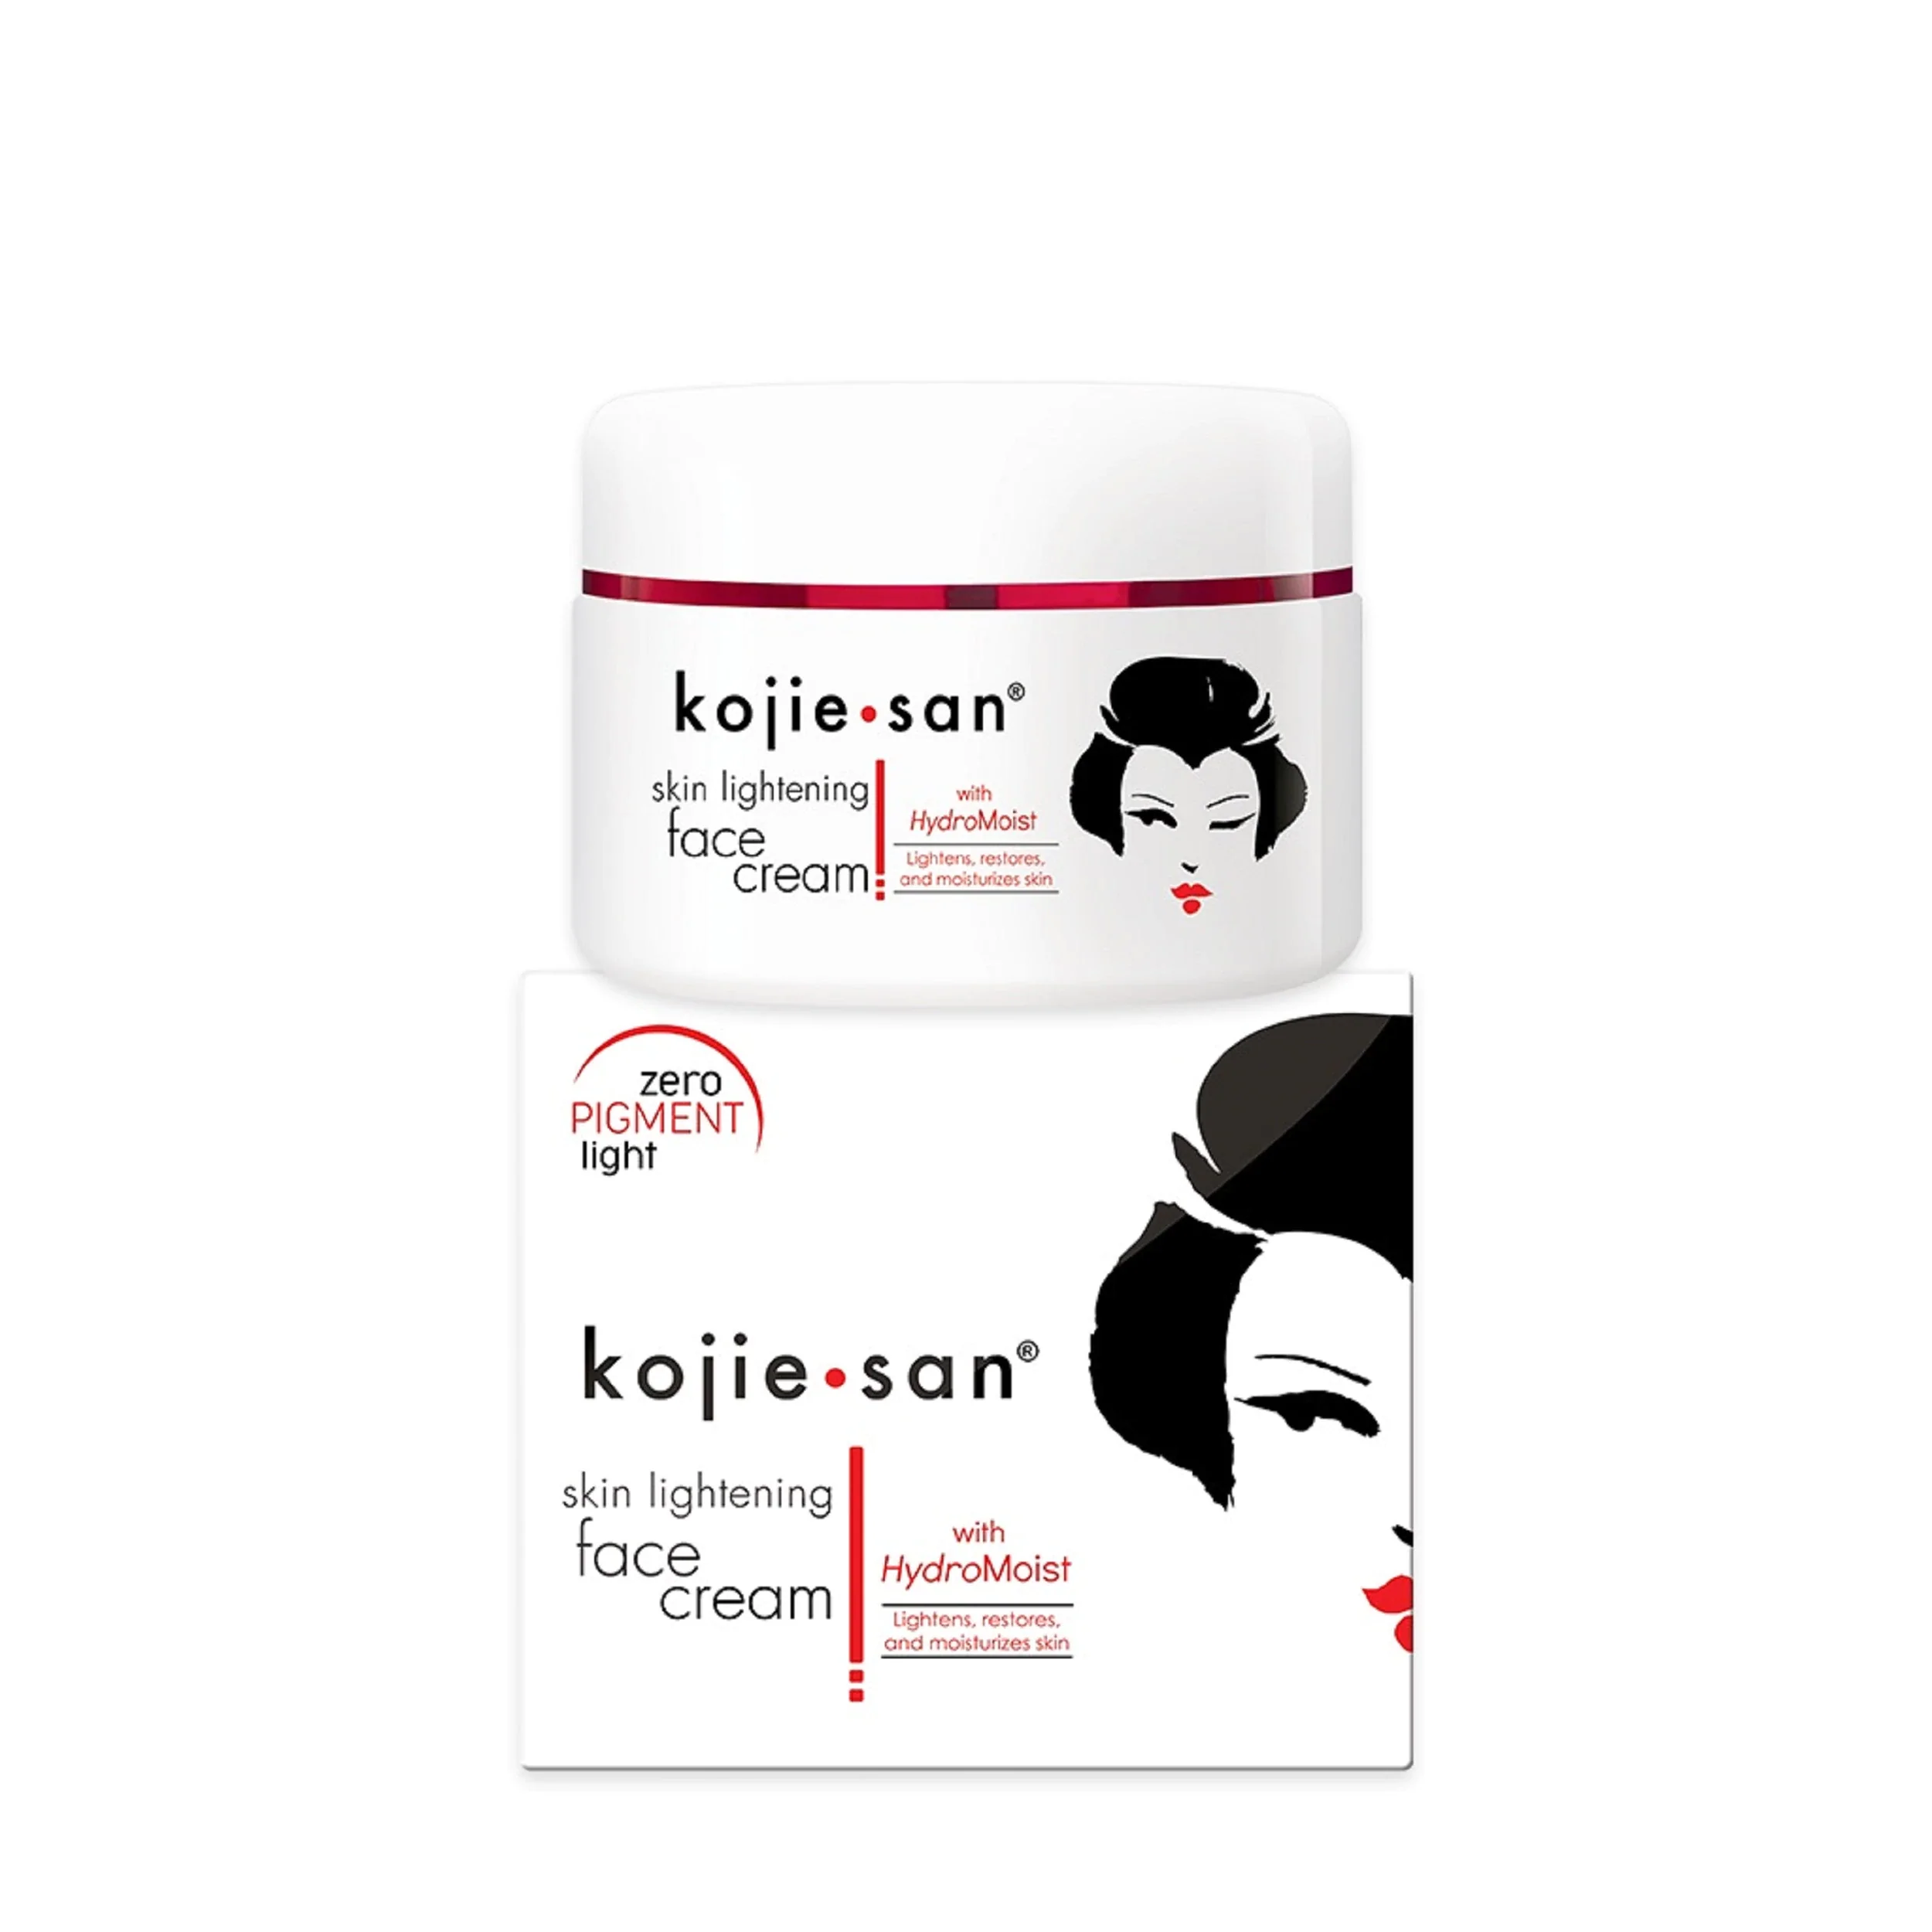 kojie•san®
skin lightening
face
cream
with
HydroMoist
Lightens, restores,
and moisturizes skin
zero
PIGMENT
light
kojie•san®
skin lightening
face
cream
with
HydroMoist
Lightens, restores,
and moisturizes skin